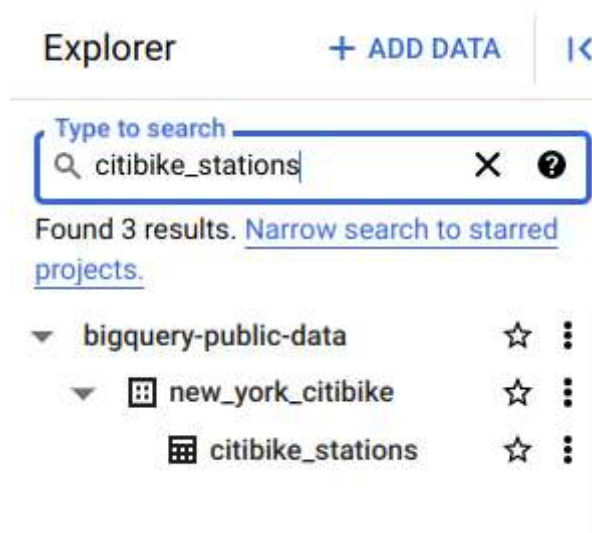 Explorer + ADD DATA
Type to search
citibike_stations
Found 3 results. Narrow search to starred
projects.
bigquery-public-data
new_york_citibike
citibike_stations